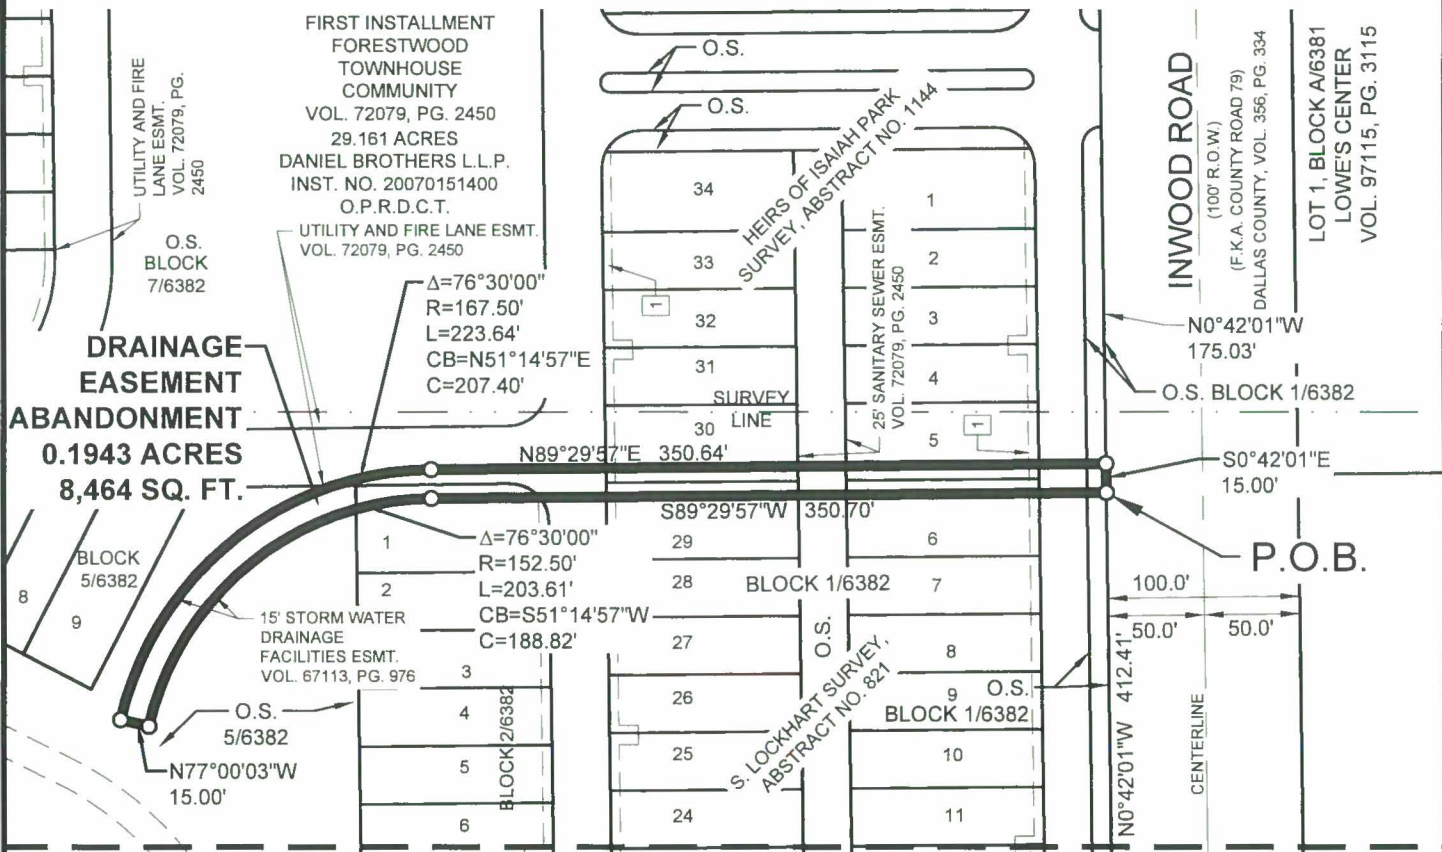 FIRST INSTALLMENT
FORESTWOOD
TOWNHOUSE
COMMUNITY
VOL. 72079, PG. 2450
29.161 ACRES
DANIEL BROTHERS L.L.P.
INST. NO. 20070151400
O.P.R.D.C.T.
UTILITY AND FIRE LANE ESMT.
VOL. 72079, PG. 2450
UTILITY AND FIRE
LANE ESMT.
VOL. 72079, PG.
2450
O.S.
BLOCK
7/6382
O.S.
O.S.
HEIRS OF ISAIAH PARK
SURVEY, ABSTRACT NO. 1144
INWOOD ROAD
(100' R.O.W.)
(F.K.A. COUNTY ROAD 79)
DALLAS COUNTY, VOL. 356, PG. 334
LOT 1, BLOCK A/6381
LOWE'S CENTER
VOL. 97115, PG. 3115
34
33
32
31
30
1
2
3
4
5
1
1
25' SANITARY SEWER ESMT.
VOL. 72079, PG. 2450
SURVEY
LINE
Δ=76°30'00"
R=167.50'
L=223.64'
CB=N51°14'57"E
C=207.40'
N0°42'01"W
175.03'
O.S. BLOCK 1/6382
DRAINAGE
EASEMENT
ABANDONMENT
0.1943 ACRES
8,464 SQ. FT.
N89°29'57"E 350.64'
S0°42'01"E
15.00'
S89°29'57"W 350.70'
P.O.B.
Δ=76°30'00"
R=152.50'
L=203.61'
CB=S51°14'57"W
C=188.82'
BLOCK
5/6382
8
9
1
2
3
4
5
6
BLOCK 2/6382
15' STORM WATER
DRAINAGE
FACILITIES ESMT.
VOL. 67113, PG. 976
O.S.
5/6382
N77°00'03"W
15.00'
29
28
27
26
25
24
BLOCK 1/6382
O.S.
S. LOCKHART SURVEY,
ABSTRACT NO. 821
6
7
8
9
10
11
O.S.
BLOCK 1/6382
100.0'
50.0'
50.0'
N0°42'01"W 412.41'
CENTERLINE